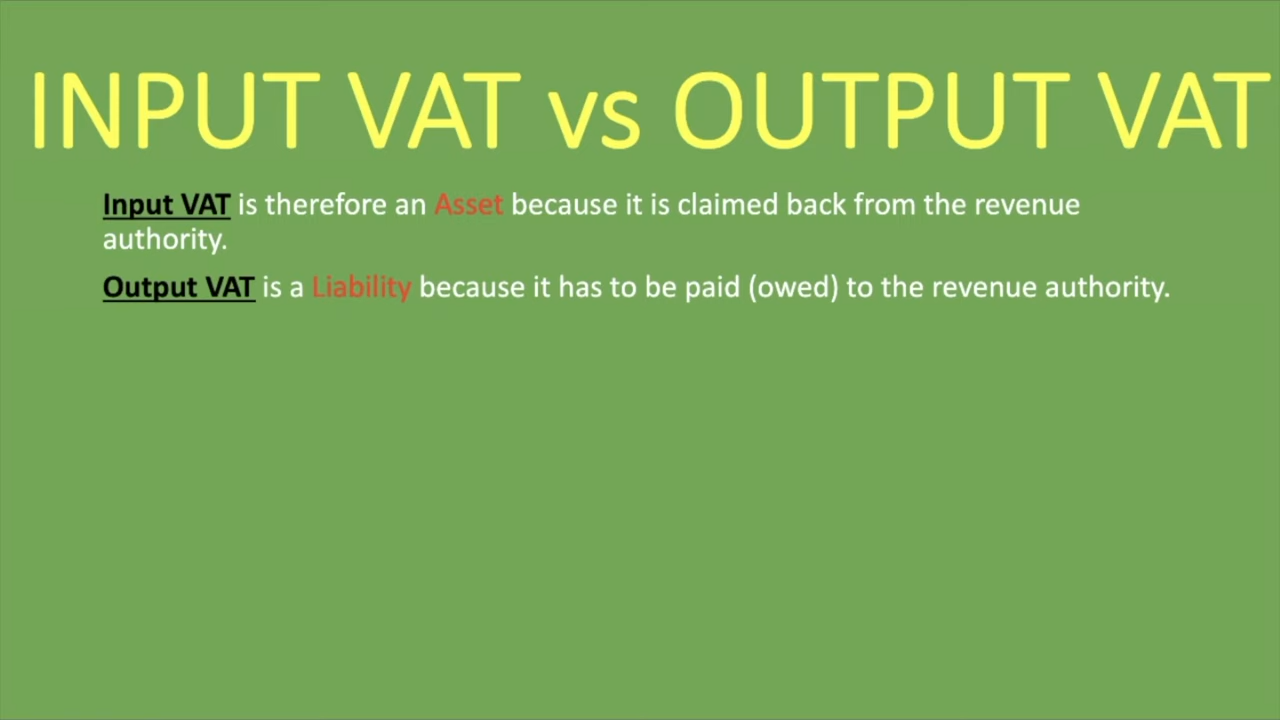 INPUT VAT vs OUTPUT VAT
Input VAT is therefore an Asset because it is claimed back from the revenue
authority.
Output VAT is a Liability because it has to be paid (owed) to the revenue authority.